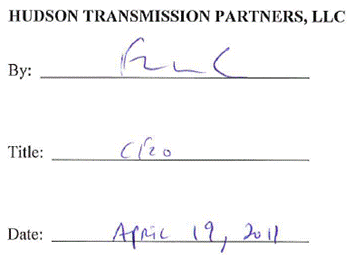 HUDSON TRANSMISSION PARTNERS, LLC
By:
Title: CFO
Date: April 19, 2011